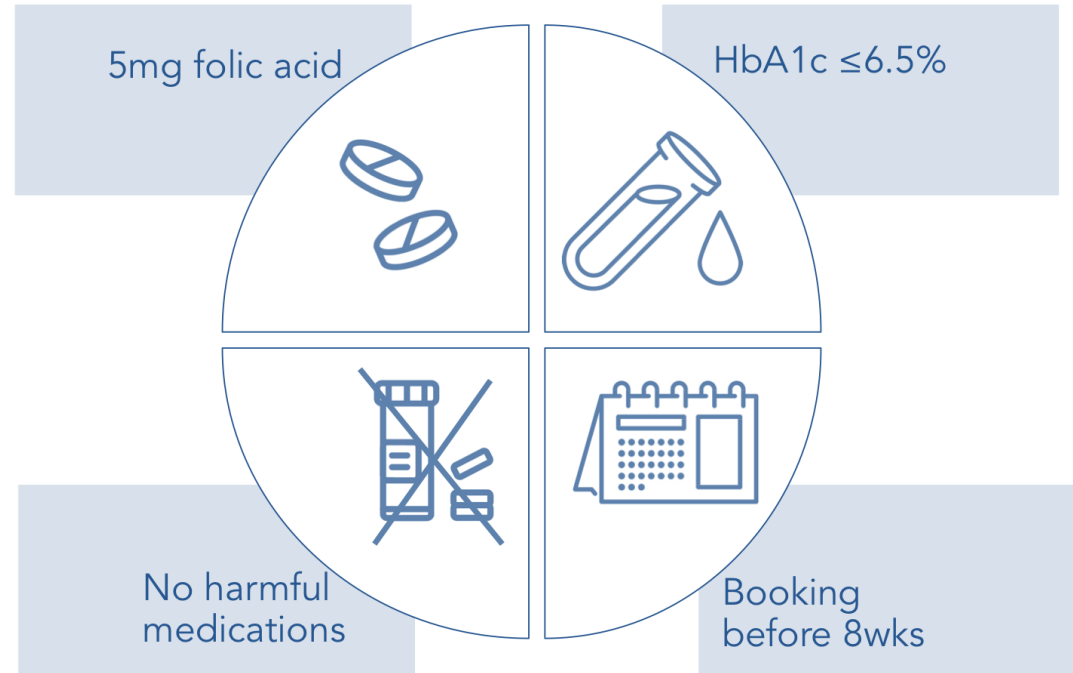 5mg folic acid
HbA1c ≤6.5%
No harmful
medications
Booking
before 8wks